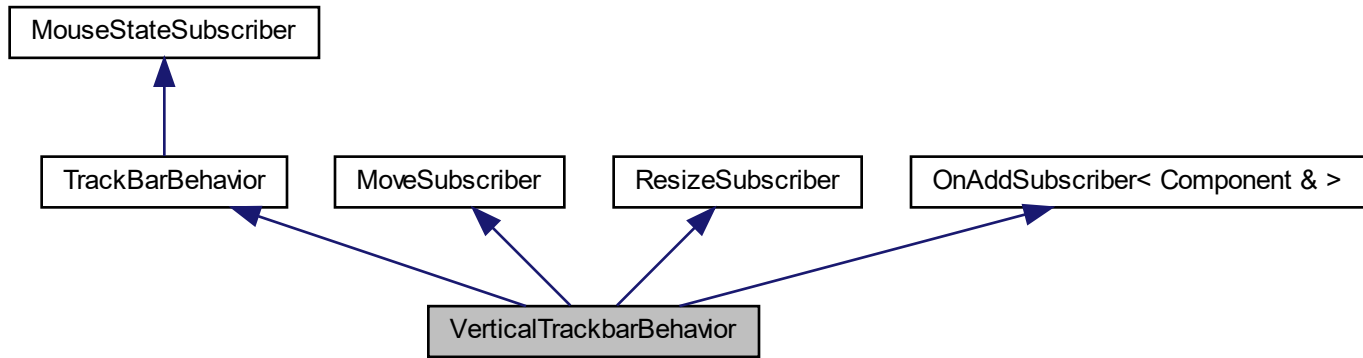 MouseStateSubscriber
TrackBarBehavior
MoveSubscriber
ResizeSubscriber
OnAddSubscriber< Component & >
VerticalTrackbarBehavior